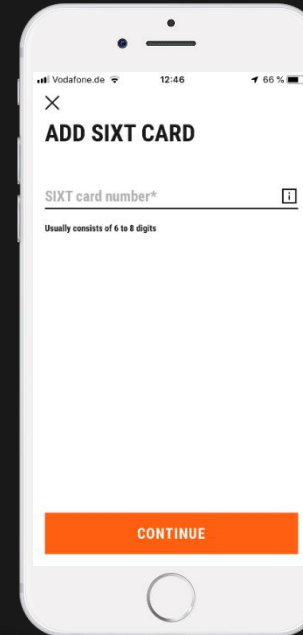 Vodafone.de 12:46 66 %
ADD SIXT CARD
SIXT card number*
i
Usually consists of 6 to 8 digits
CONTINUE